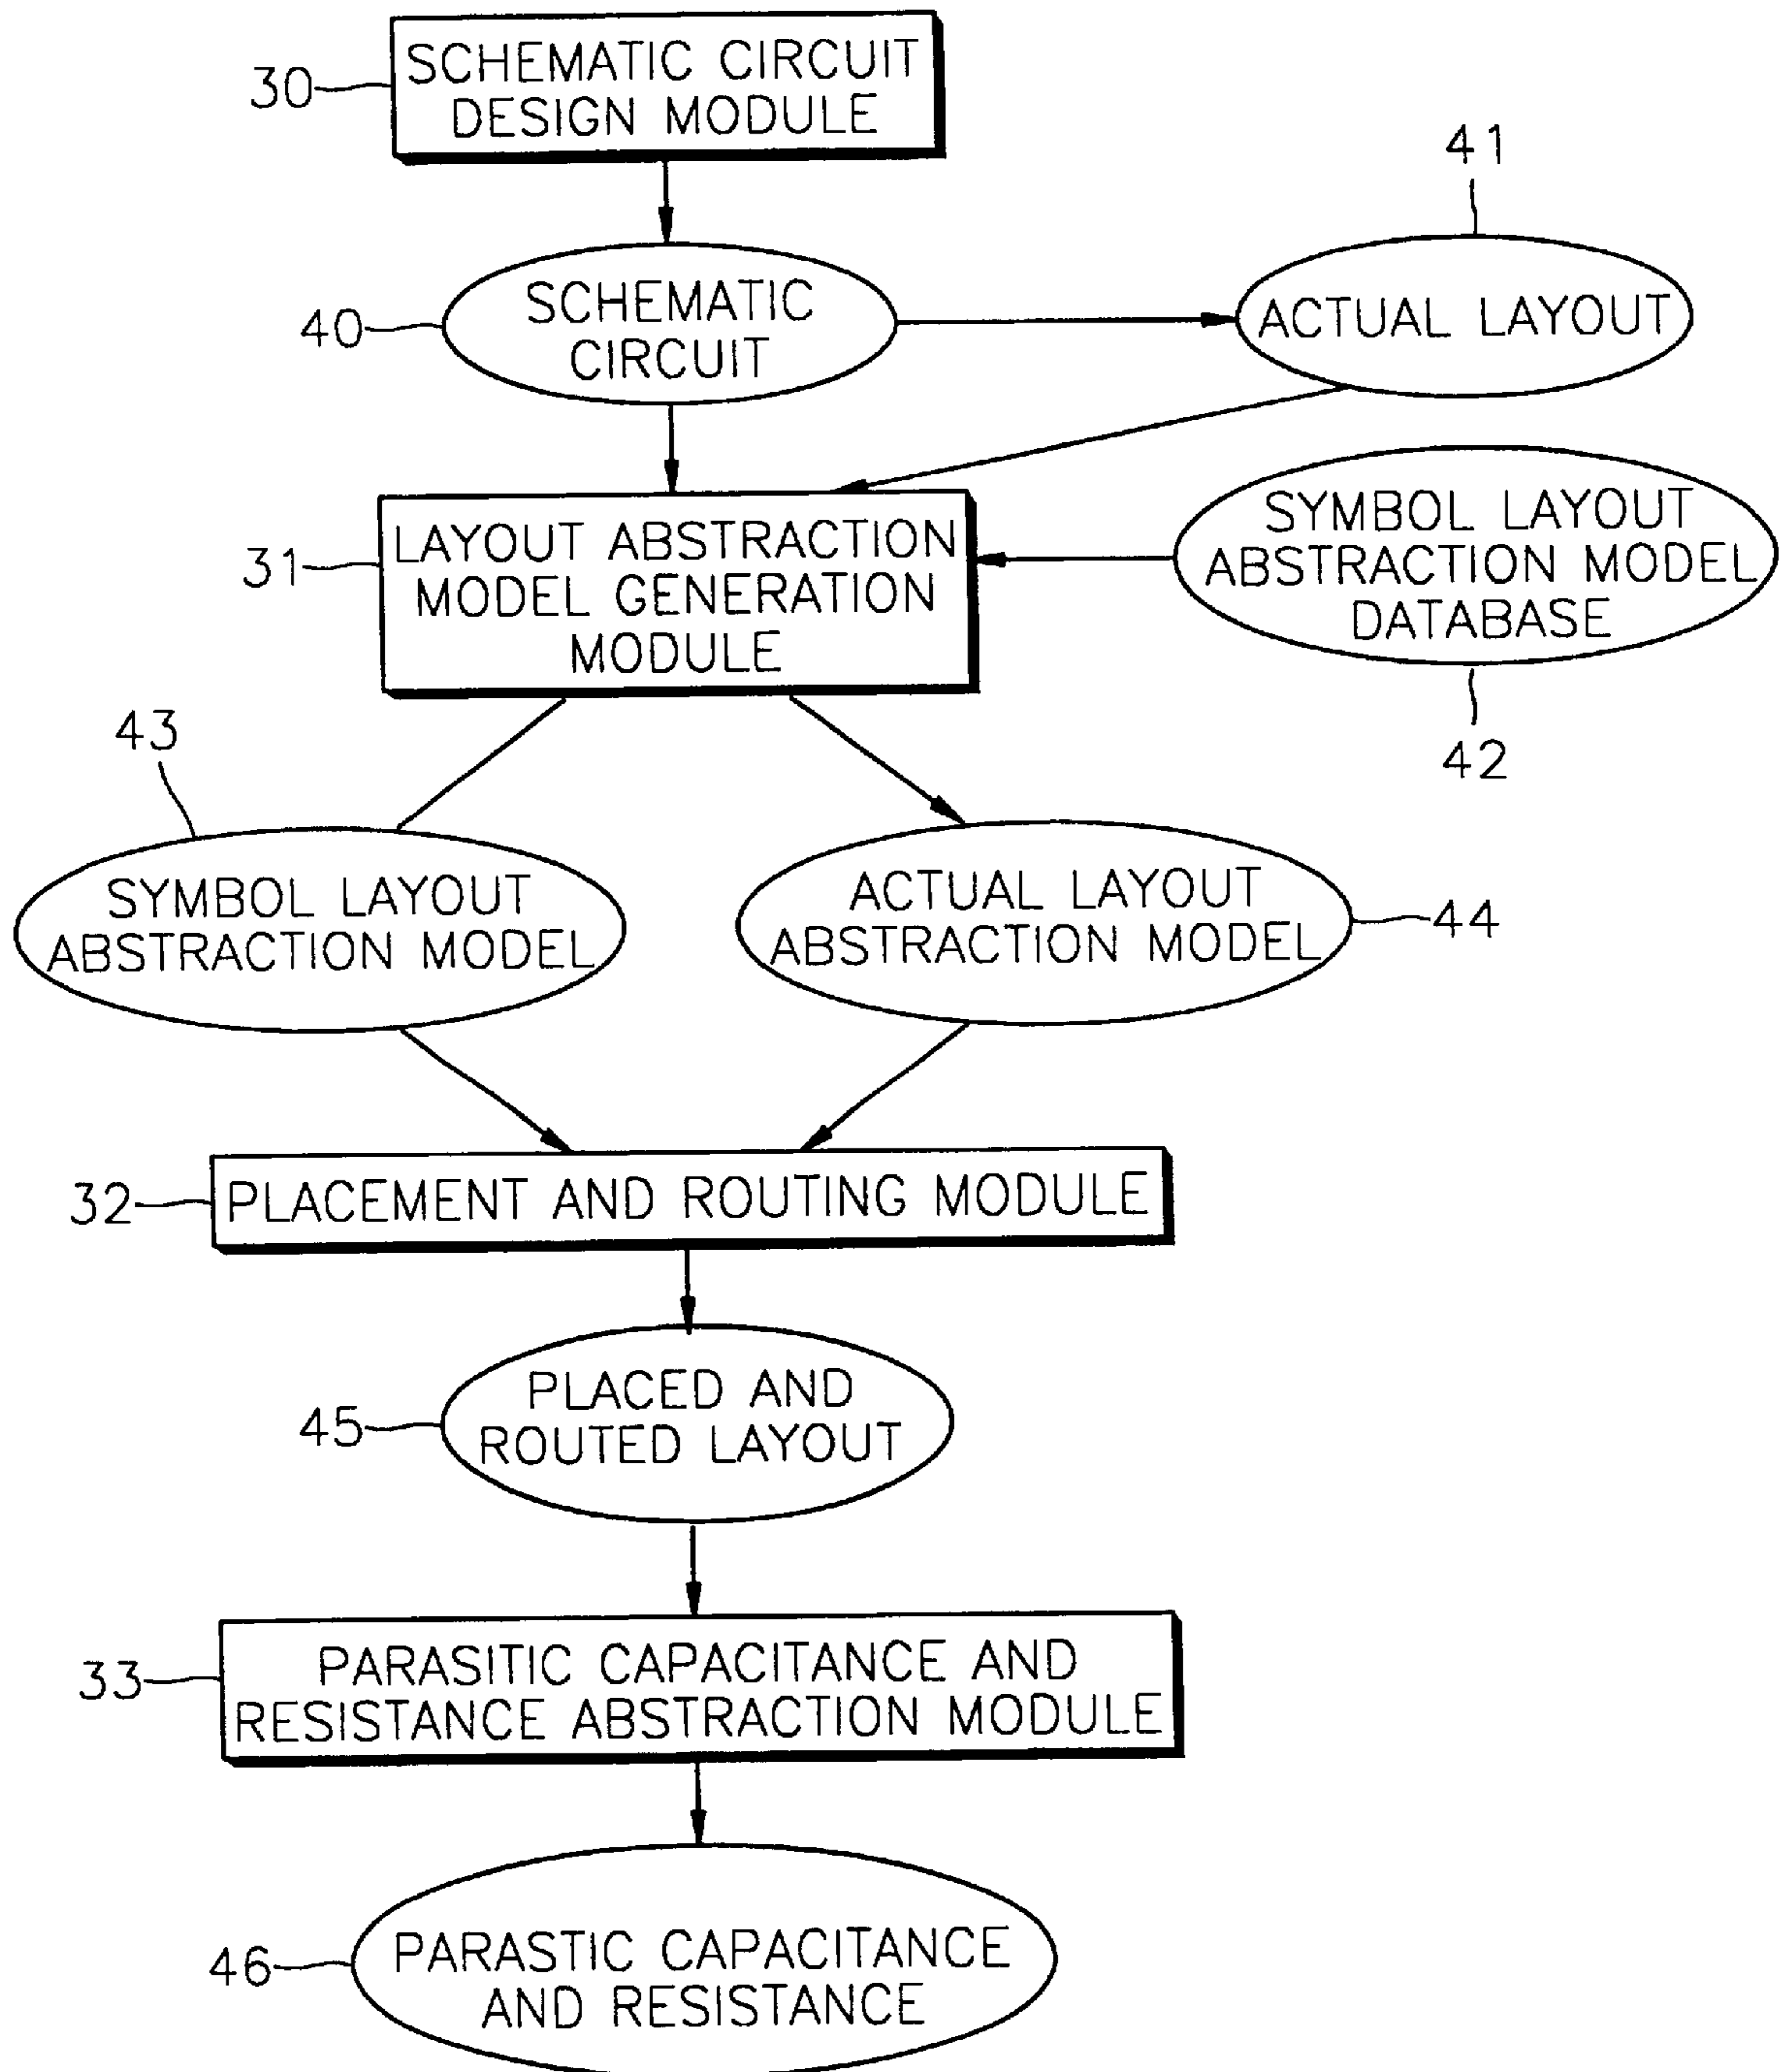 30
SCHEMATIC CIRCUIT
DESIGN MODULE
41
40
SCHEMATIC
CIRCUIT
ACTUAL LAYOUT
31
LAYOUT ABSTRACTION
MODEL GENERATION
MODULE
SYMBOL LAYOUT
ABSTRACTION MODEL
DATABASE
42
43
SYMBOL LAYOUT
ABSTRACTION MODEL
ACTUAL LAYOUT
ABSTRACTION MODEL
44
32
PLACEMENT AND ROUTING MODULE
45
PLACED AND
ROUTED LAYOUT
33
PARASITIC CAPACITANCE AND
RESISTANCE ABSTRACTION MODULE
46
PARASTIC CAPACITANCE
AND RESISTANCE